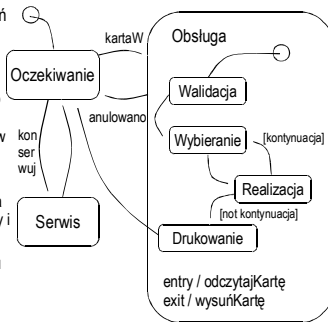 ń
kartaW
Obsługa
Oczekiwanie
Walidacja
anulowano
w
kon
ser
wuj
Wybieranie
[kontynuacja]
Realizacja
y i
Serwis
[not kontynuacja]
Drukowanie
entry / odczytajKartę
exit / wysuńKartę